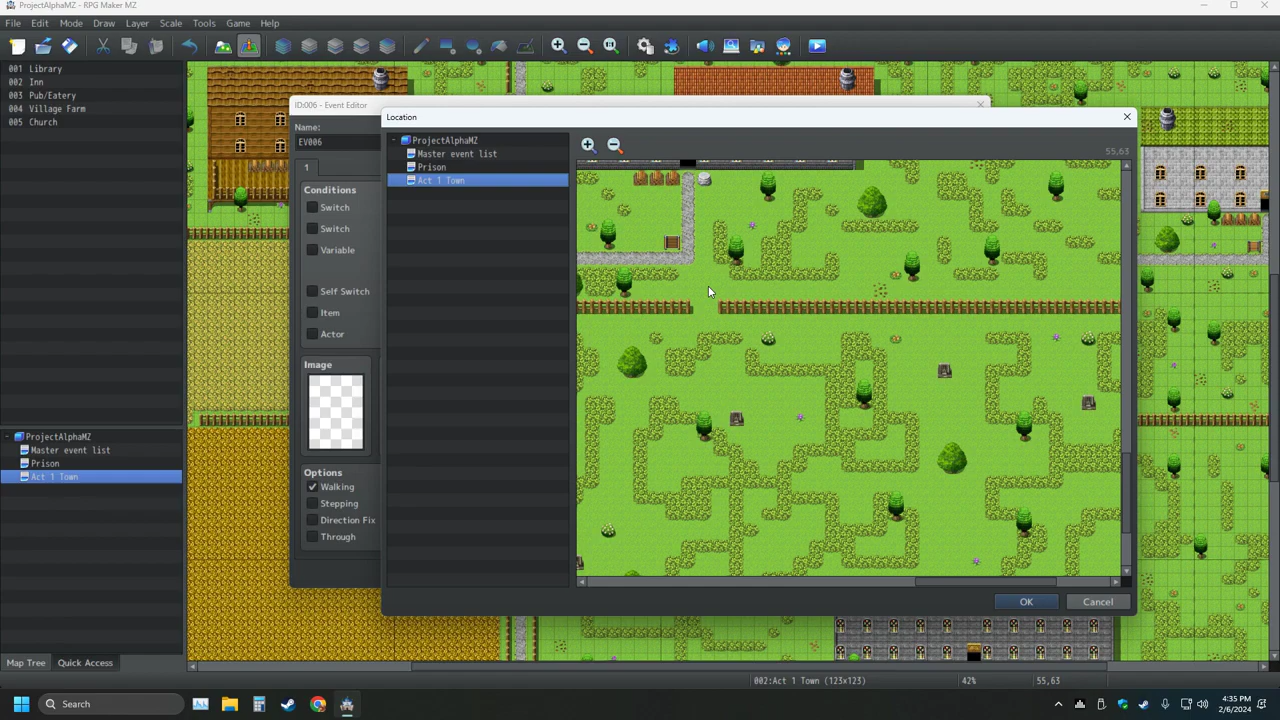 ProjectAlphaMZ - RPG Maker MZ
File Edit Mode Draw Layer Scale Tools Game Help
001 Library
002 Inn
003 Pub/Eatery
004 Village Farm
005 Church
ID:006 - Event Editor
Name:
EV006
1
Conditions
Switch
Switch
Variable
Self Switch
Item
Actor
Image
Options
Walking
Stepping
Direction Fix
Through
Location
ProjectAlphaMZ
Master event list
Prison
Act 1 Town
55,63
OK Cancel
ProjectAlphaMZ
Master event list
Prison
Act 1 Town
Map Tree Quick Access
002:Act 1 Town (123x123) 42% 55,63
Search
4:35 PM
2/6/2024